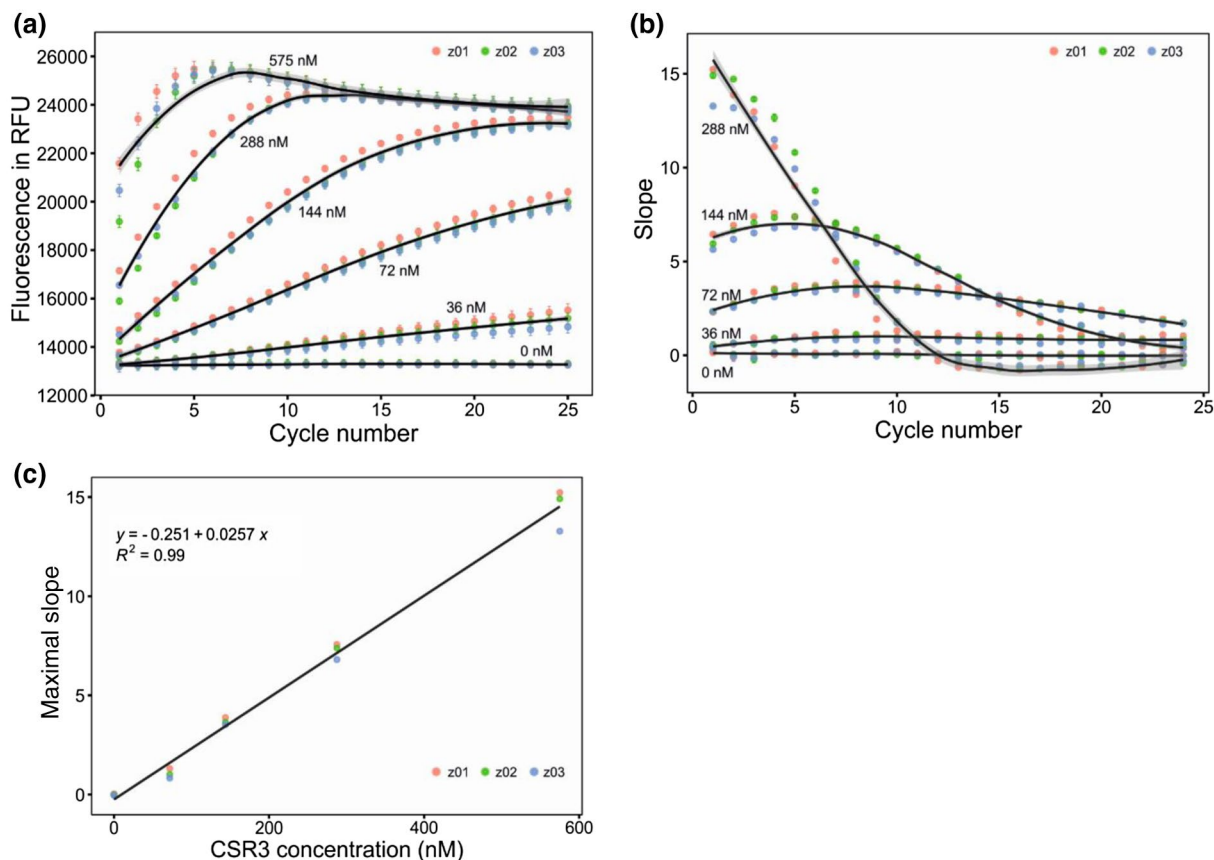 (a)
z01 z02 z03
26000
24000
22000
20000
18000
16000
14000
12000
Fluorescence in RFU
575 nM
288 nM
144 nM
72 nM
36 nM
0 nM
0 5 10 15 20 25
Cycle number
(b)
z01 z02 z03
15
10
5
0
Slope
288 nM
144 nM
72 nM
36 nM
0 nM
0 5 10 15 20 25
Cycle number
(c)
15
10
5
0
Maximal slope
y = - 0.251 + 0.0257 x
R² = 0.99
z01 z02 z03
0 200 400 600
CSR3 concentration (nM)